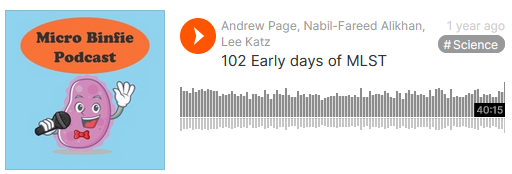 Micro Binfie
Podcast
Andrew Page, Nabil-Fareed Alikhan,
Lee Katz
1 year ago
# Science
102 Early days of MLST
40:15